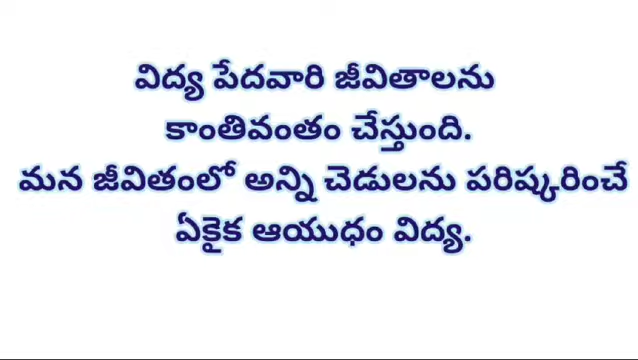 విద్య పేదవారి జీవితాలను
కాంతివంతం చేస్తుంది.
మన జీవితంలో అన్ని చెడులను పరిష్కరించే
ఏకైక ఆయుధం విద్య.